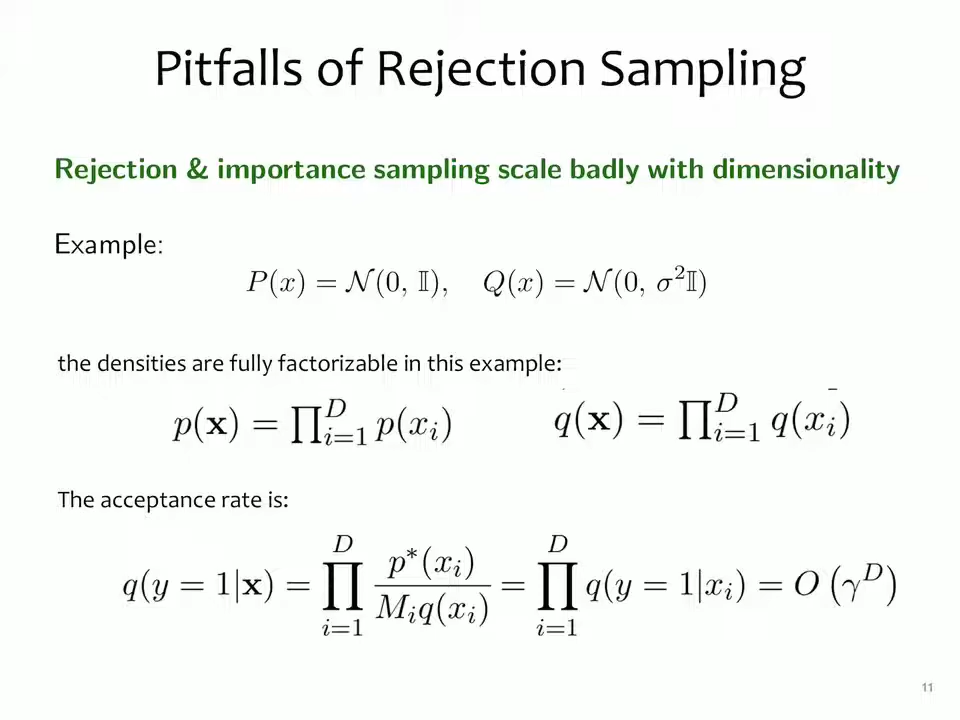 Pitfalls of Rejection Sampling
Rejection & importance sampling scale badly with dimensionality
Example:
P(x) = 𝒩(0, 𝕀),   Q(x) = 𝒩(0, σ²𝕀)
the densities are fully factorizable in this example:
p(𝐱) = ∏_{i=1}^{D} p(x_i)   q(𝐱) = ∏_{i=1}^{D} q(x_i)
The acceptance rate is:
q(y = 1|𝐱) = ∏_{i=1}^{D} \frac{p*(x_i)}{M_i q(x_i)} = ∏_{i=1}^{D} q(y = 1|x_i) = O(γ^D)
11